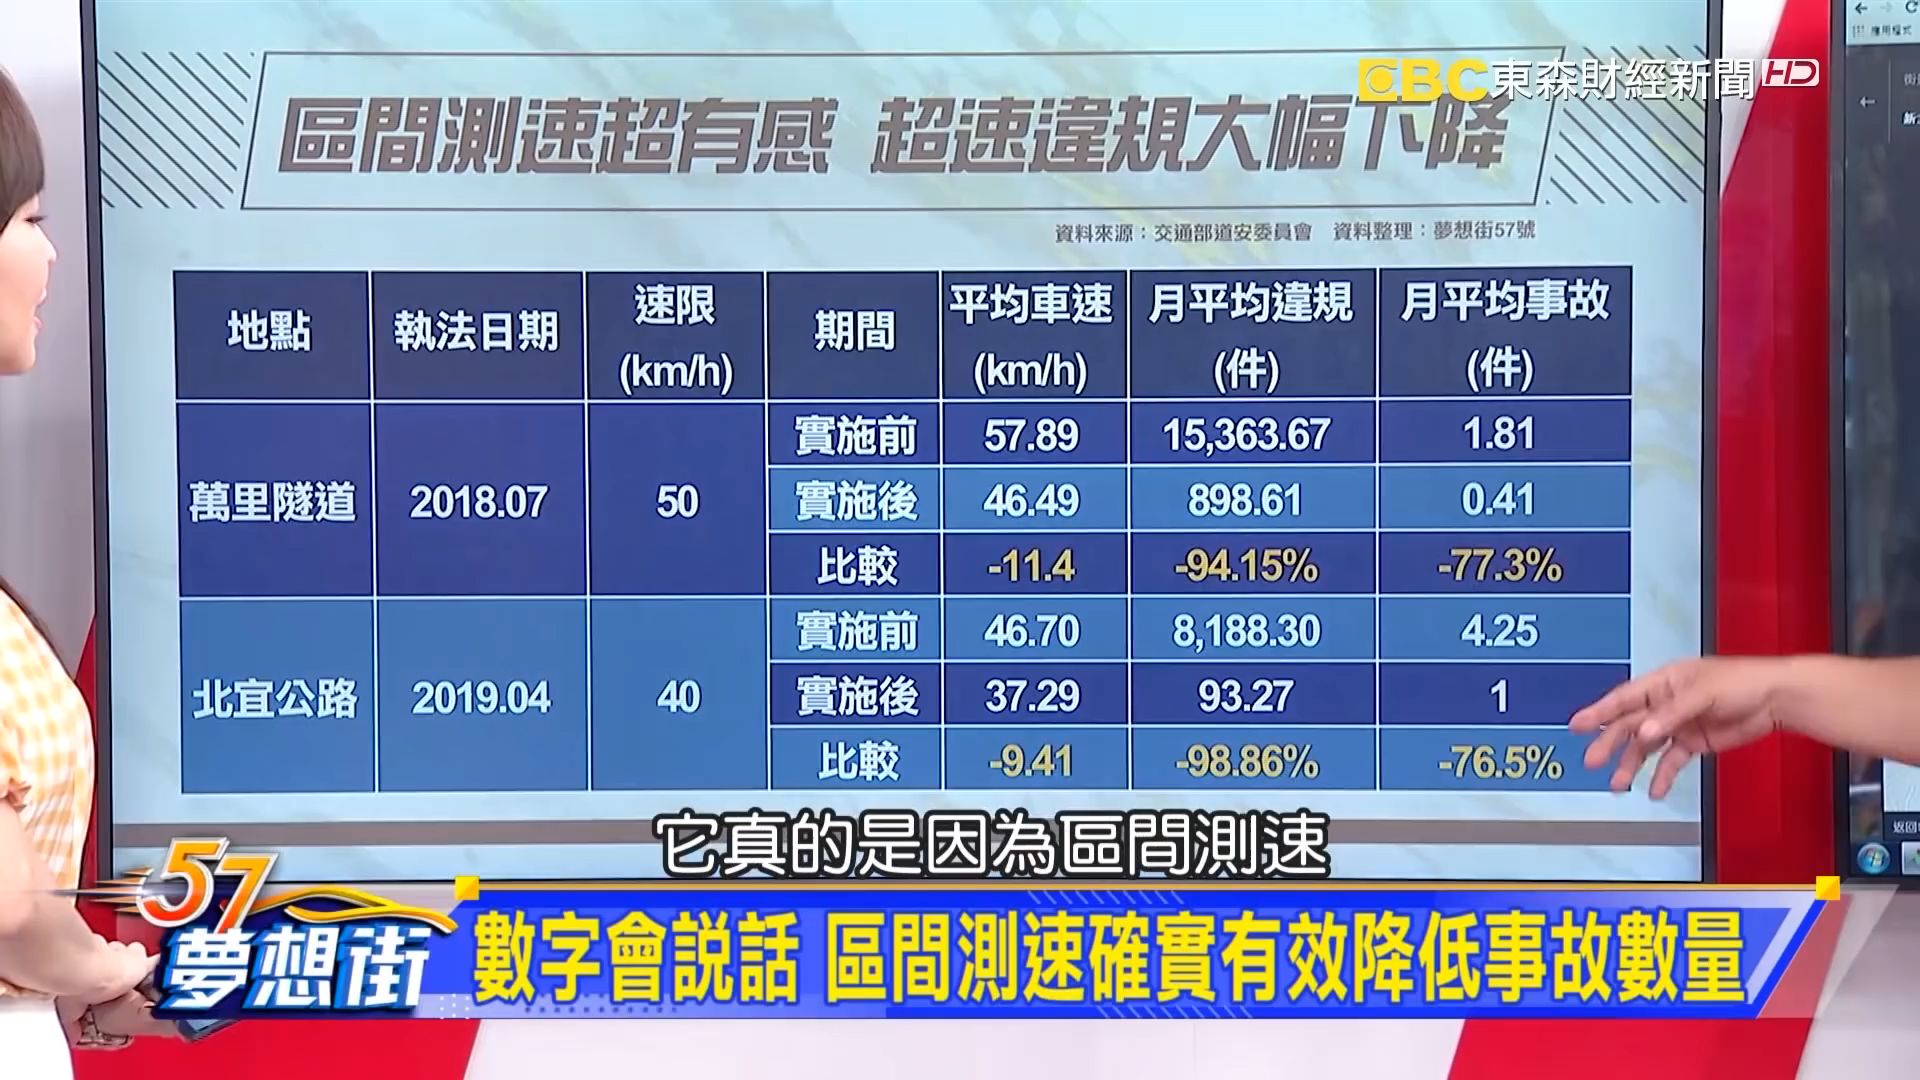 EBC東森財經新聞HD
區間測速超有感 超速違規大幅下降
資料來源：交通部道安委員會 資料整理：夢想街57號
地點 執法日期 速限(km/h) 期間 平均車速(km/h) 月平均違規(件) 月平均事故(件)
萬里隧道 2018.07 50 實施前 57.89 15,363.67 1.81
實施後 46.49 898.61 0.41
比較 -11.4 -94.15% -77.3%
北宜公路 2019.04 40 實施前 46.70 8,188.30 4.25
實施後 37.29 93.27 1
比較 -9.41 -98.86% -76.5%
應用程式
返回
它真的是因為區間測速
57夢想街
數字會說話 區間測速確實有效降低事故數量